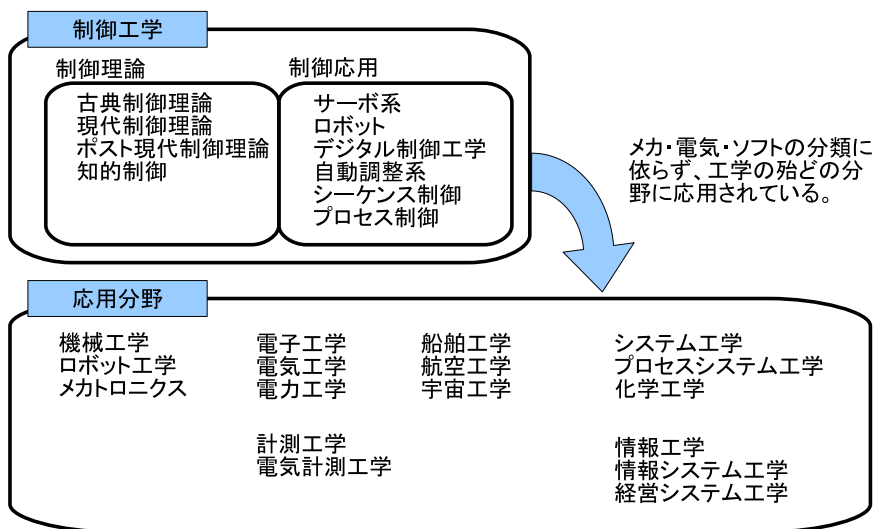 制御工学
制御理論
古典制御理論
現代制御理論
ポスト現代制御理論
知的制御
制御応用
サーボ系
ロボット
デジタル制御工学
自動調整系
シーケンス制御
プロセス制御
メカ・電気・ソフトの分類に
依らず、工学の殆どの分
野に応用されている。
応用分野
機械工学
ロボット工学
メカトロニクス
電子工学
電気工学
電力工学
計測工学
電気計測工学
船舶工学
航空工学
宇宙工学
システム工学
プロセスシステム工学
化学工学
情報工学
情報システム工学
経営システム工学